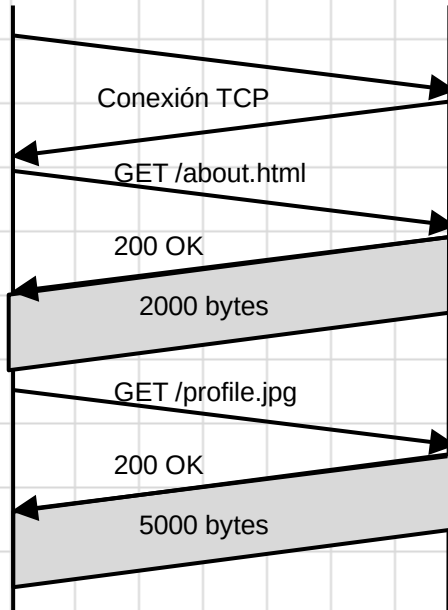 Conexión TCP
GET /about.html
200 OK
2000 bytes
GET /profile.jpg
200 OK
5000 bytes